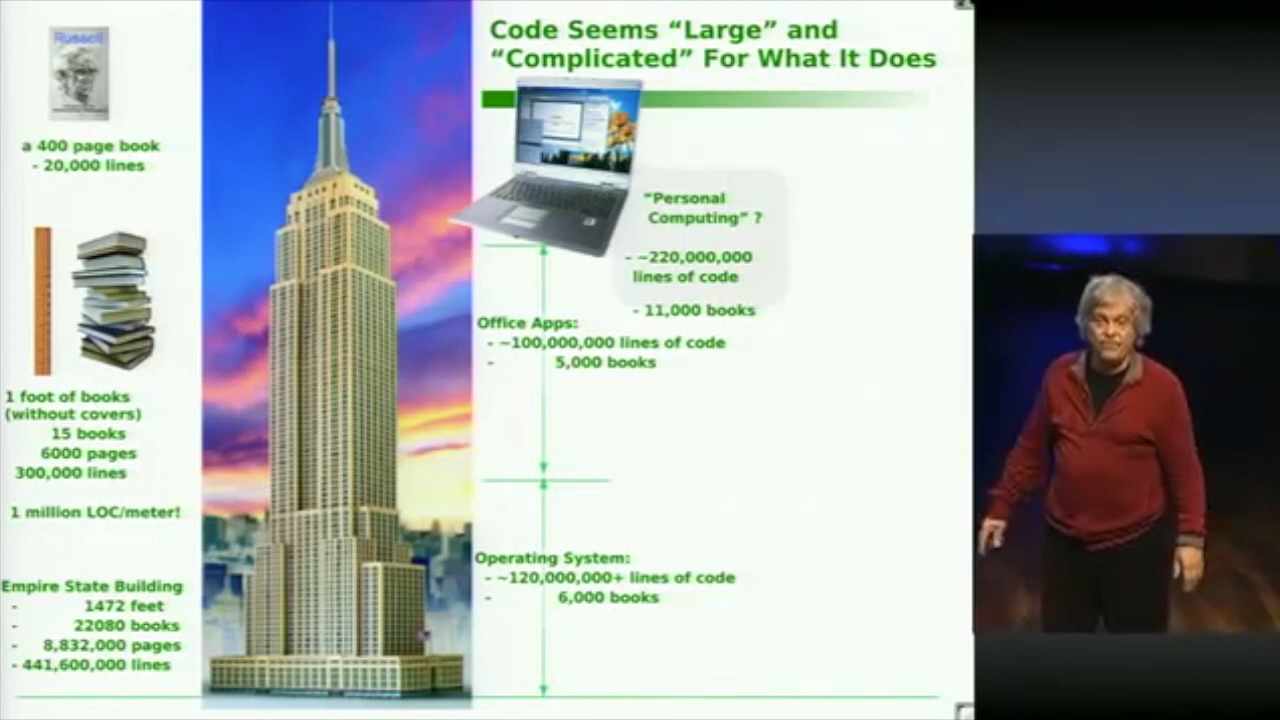 Code Seems “Large” and
“Complicated” For What It Does
Russell
a 400 page book
- 20,000 lines
1 foot of books
(without covers)
15 books
6000 pages
300,000 lines
1 million LOC/meter!
Empire State Building
- 1472 feet
- 22080 books
- 8,832,000 pages
- 441,600,000 lines
“Personal
Computing” ?
- ~220,000,000
lines of code
- 11,000 books
Office Apps:
- ~100,000,000 lines of code
- 5,000 books
Operating System:
- ~120,000,000+ lines of code
- 6,000 books